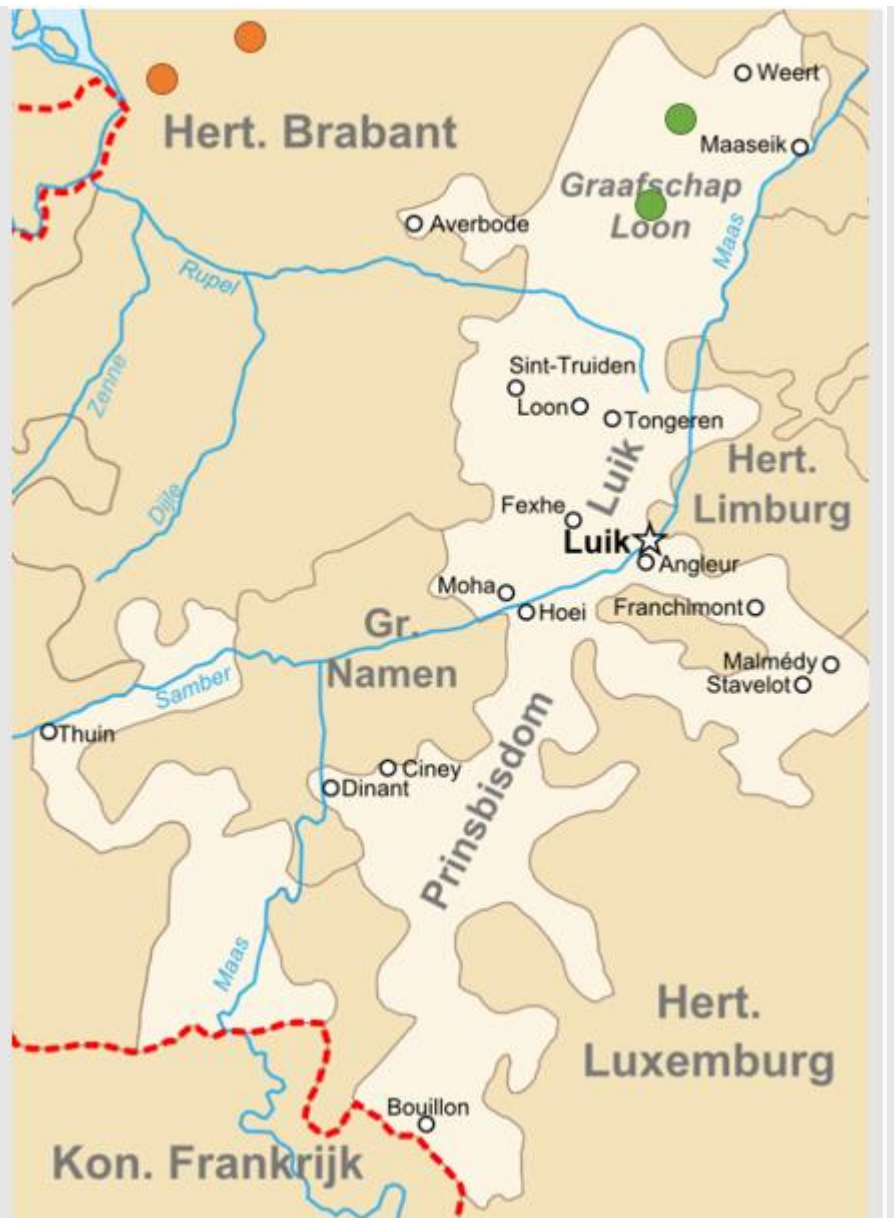 Weert
Hert. Brabant
Maaseik
Graafschap
Loon
Averbode
Maas
Rupel
Zenne
Sint-Truiden
Loon
Tongeren
Luik
Hert.
Limburg
Dijle
Fexhe
Luik
Angleur
Moha
Hoei
Franchimont
Gr.
Namen
Malmédy
Stavelot
Samber
Thuin
Prinsbisdom
Ciney
Dinant
Maas
Hert.
Luxemburg
Bouillon
Kon. Frankrijk